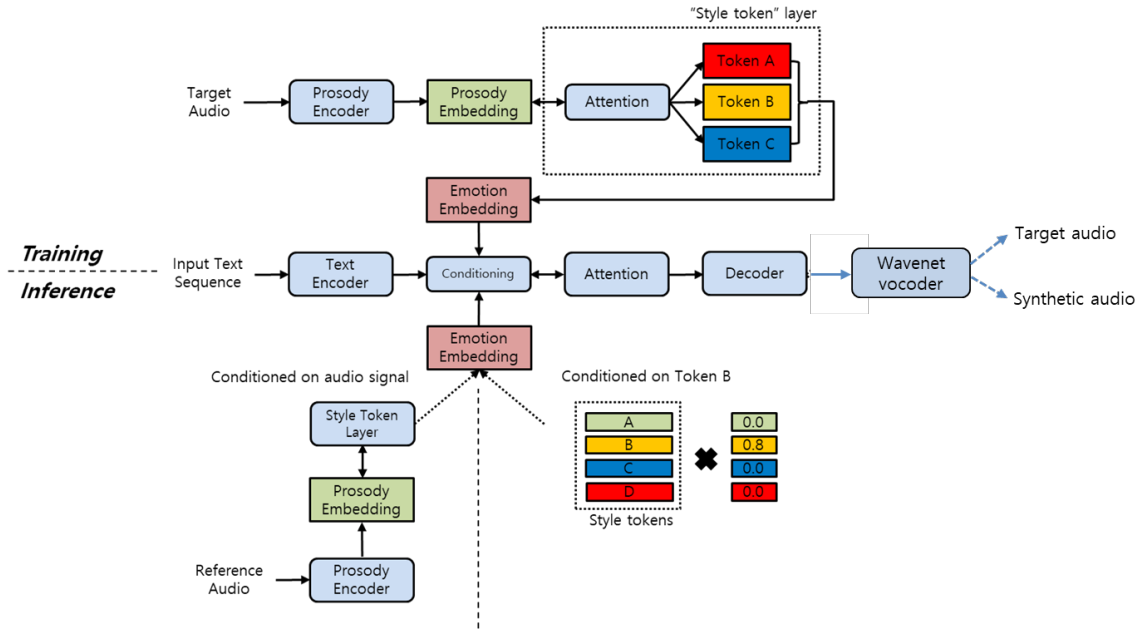 "Style token" layer
Target
Audio
Prosody
Encoder
Prosody
Embedding
Attention
Token A
Token B
Token C
Emotion
Embedding
Training
Inference
Input Text
Sequence
Text
Encoder
Conditioning
Attention
Decoder
Wavenet
vocoder
Target audio
Synthetic audio
Emotion
Embedding
Conditioned on audio signal
Conditioned on Token B
Style Token
Layer
Prosody
Embedding
Reference
Audio
Prosody
Encoder
A
0.0
B
0.8
C
0.0
D
0.0
Style tokens